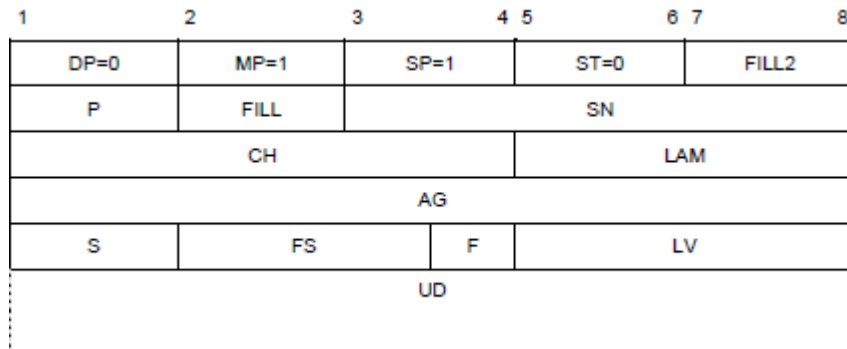 1 2 3 4 5 6 7 8
DP=0 MP=1 SP=1 ST=0 FILL2
P FILL SN
CH LAM
AG
S FS F LV
UD